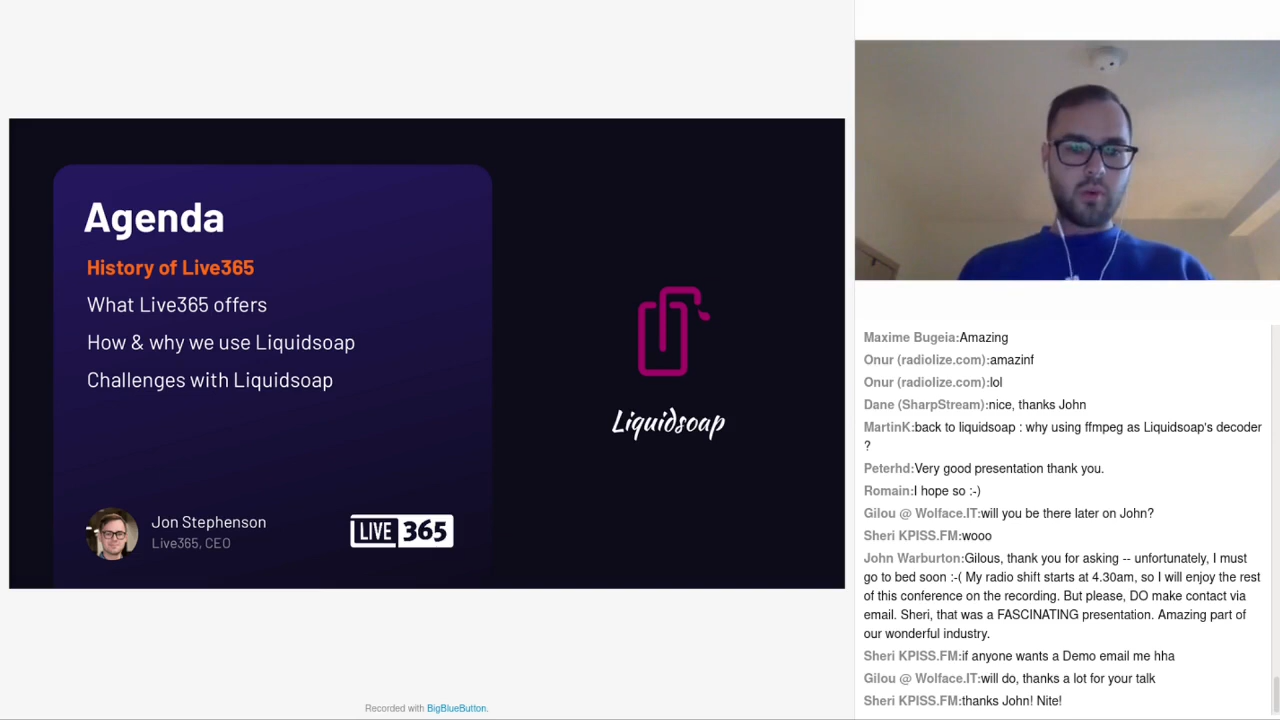 Agenda
History of Live365
What Live365 offers
How & why we use Liquidsoap
Challenges with Liquidsoap
Jon Stephenson
Live365, CEO
LIVE 365
Liquidsoap
Recorded with BigBlueButton.
Maxime Bugeia:Amazing
Onur (radiolize.com):amazinf
Onur (radiolize.com):lol
Dane (SharpStream):nice, thanks John
MartinK:back to liquidsoap : why using ffmpeg as Liquidsoap's decoder
?
Peterhd:Very good presentation thank you.
Romain:I hope so :-)
Gilou @ Wolface.IT:will you be there later on John?
Sheri KPISS.FM:wooo
John Warburton:Gilous, thank you for asking -- unfortunately, I must
go to bed soon :-( My radio shift starts at 4.30am, so I will enjoy the rest
of this conference on the recording. But please, DO make contact via
email. Sheri, that was a FASCINATING presentation. Amazing part of
our wonderful industry.
Sheri KPISS.FM:if anyone wants a Demo email me hha
Gilou @ Wolface.IT:will do, thanks a lot for your talk
Sheri KPISS.FM:thanks John! Nite!